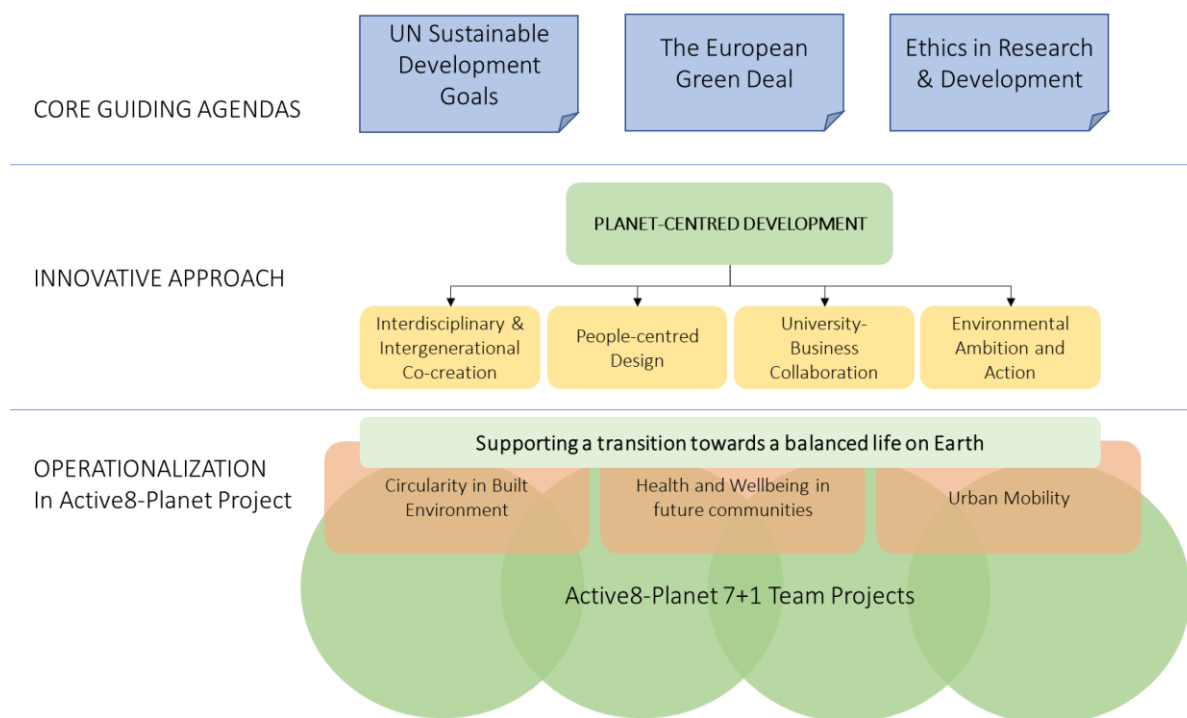 UN Sustainable
Development
Goals
The European
Green Deal
Ethics in Research
& Development
CORE GUIDING AGENDAS
PLANET-CENTRED DEVELOPMENT
INNOVATIVE APPROACH
Interdisciplinary &
Intergenerational
Co-creation
People-centred
Design
University-
Business
Collaboration
Environmental
Ambition and
Action
Supporting a transition towards a balanced life on Earth
OPERATIONALIZATION
In Active8-Planet Project
Circularity in Built
Environment
Health and Wellbeing in
future communities
Urban Mobility
Active8-Planet 7+1 Team Projects